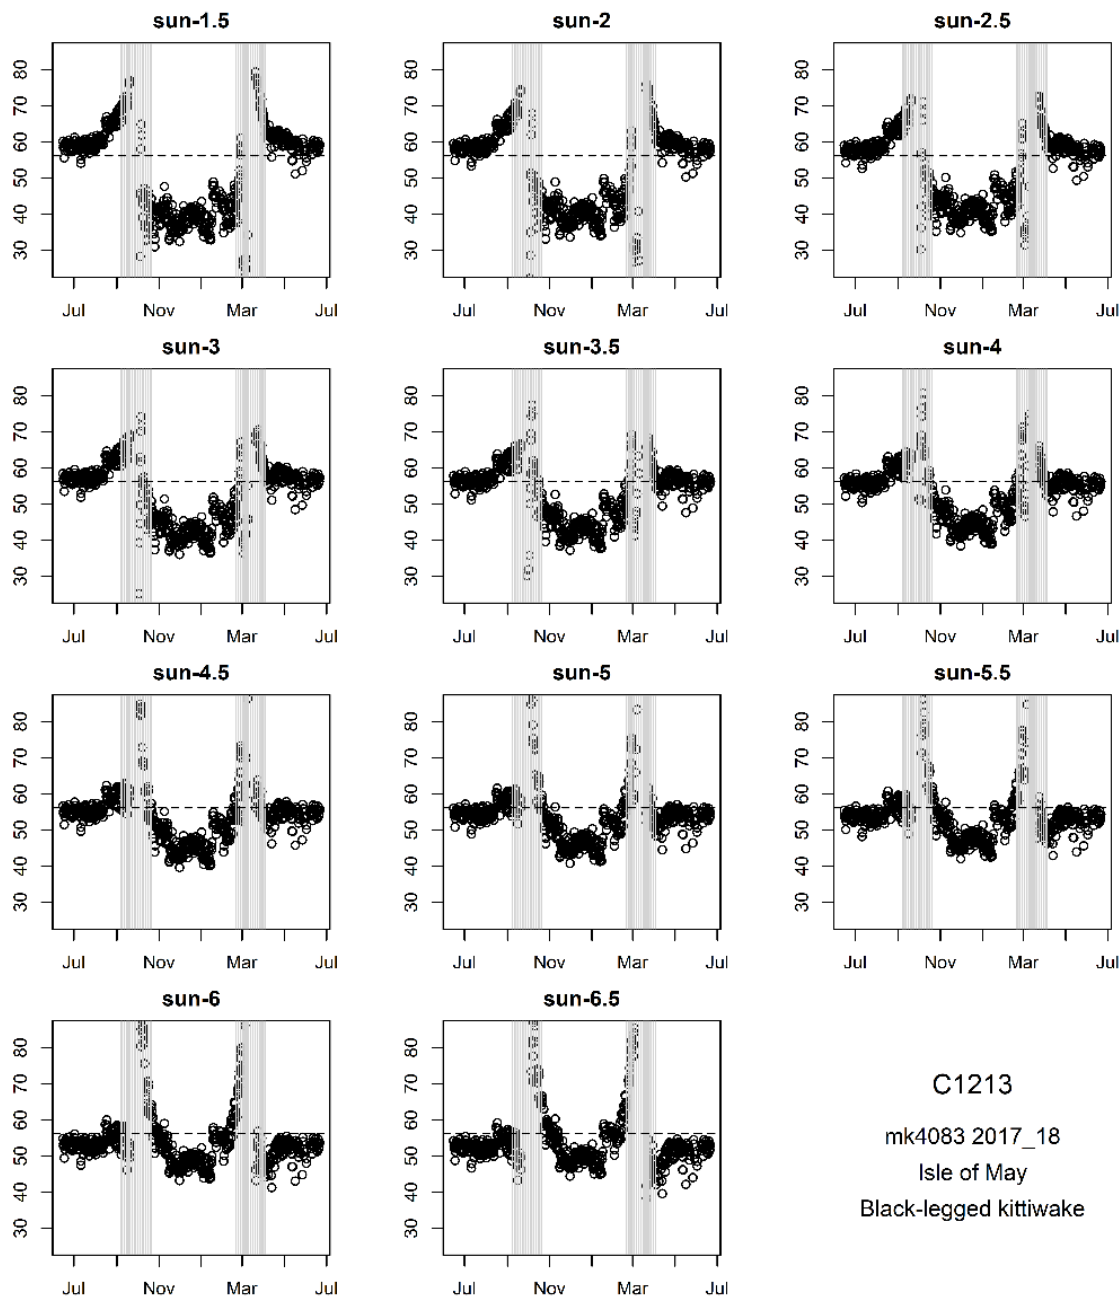 sun-1.5 sun-2 sun-2.5
80 80 80
70 70 70
60 60 60
50 50 50
40 40 40
30 30 30
Jul Nov Mar Jul Jul Nov Mar Jul Jul Nov Mar Jul
sun-3 sun-3.5 sun-4
80 80 80
70 70 70
60 60 60
50 50 50
40 40 40
30 30 30
Jul Nov Mar Jul Jul Nov Mar Jul Jul Nov Mar Jul
sun-4.5 sun-5 sun-5.5
80 80 80
70 70 70
60 60 60
50 50 50
40 40 40
30 30 30
Jul Nov Mar Jul Jul Nov Mar Jul Jul Nov Mar Jul
sun-6 sun-6.5
80 80
70 70
60 60
50 50
40 40
30 30
Jul Nov Mar Jul Jul Nov Mar Jul
C1213
mk4083 2017_18
Isle of May
Black-legged kittiwake